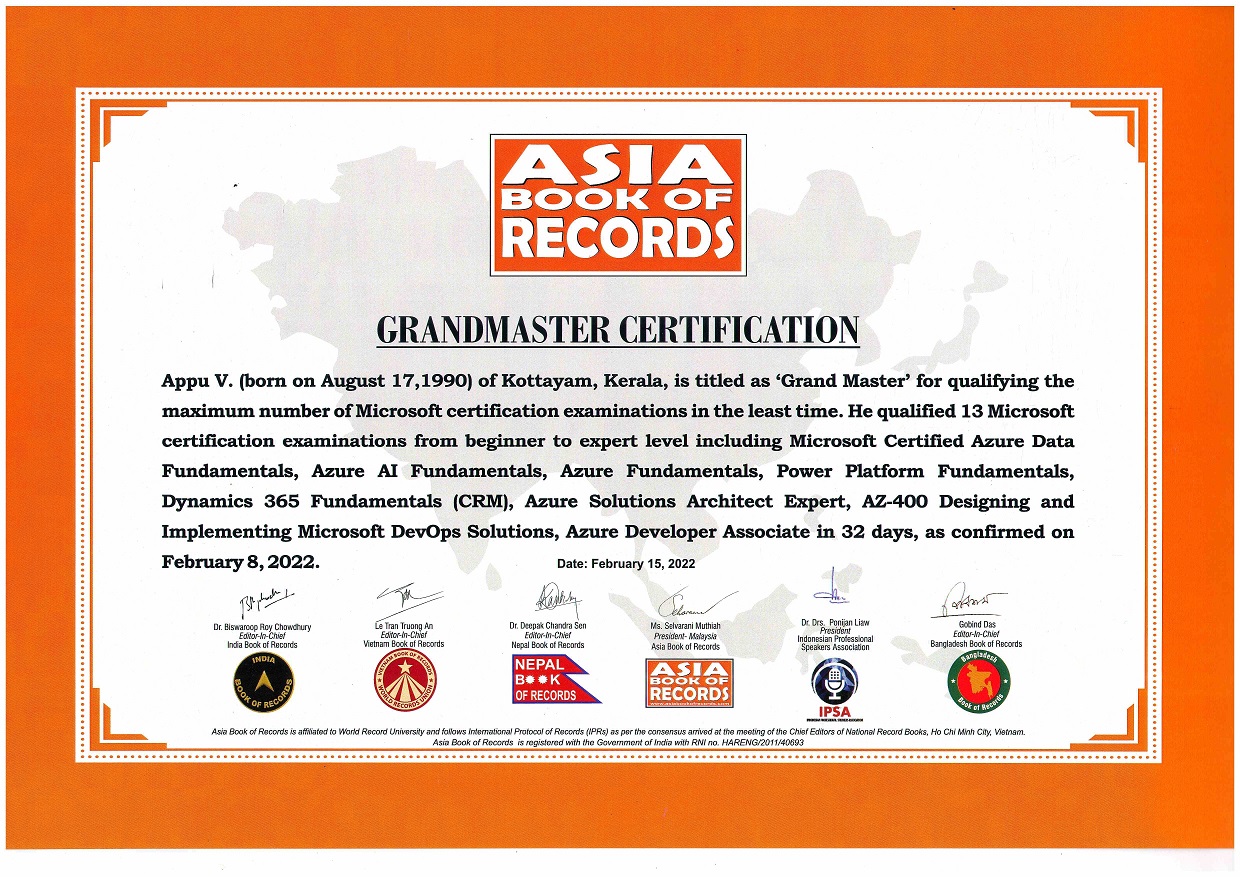 ASIA
BOOK OF
RECORDS
GRANDMASTER CERTIFICATION
Appu V. (born on August 17,1990) of Kottayam, Kerala, is titled as ‘Grand Master’ for qualifying the
maximum number of Microsoft certification examinations in the least time. He qualified 13 Microsoft
certification examinations from beginner to expert level including Microsoft Certified Azure Data
Fundamentals, Azure AI Fundamentals, Azure Fundamentals, Power Platform Fundamentals,
Dynamics 365 Fundamentals (CRM), Azure Solutions Architect Expert, AZ-400 Designing and
Implementing Microsoft DevOps Solutions, Azure Developer Associate in 32 days, as confirmed on
February 8, 2022.
Date: February 15, 2022
Dr. Biswaroop Roy Chowdhury
Editor-In-Chief
India Book of Records
INDIA
BOOK OF RECORDS
Le Tran Truong An
Editor-In-Chief
Vietnam Book of Records
VIETNAM BOOK OF RECORDS
WORLD RECORDS UNION
Dr. Deepak Chandra Sen
Editor-In-Chief
Nepal Book of Records
NEPAL
BOOK
OF RECORDS
Ms. Selvarani Muthiah
President- Malaysia
Asia Book of Records
ASIA
BOOK OF
RECORDS
Dr. Drs. Ponijan Liaw
President
Indonesian Professional
Speakers Association
IPSA
Gobind Das
Editor-In-Chief
Bangladesh Book of Records
Bangladesh
Book of Records
Asia Book of Records is affiliated to World Record University and follows International Protocol of Records (IPRs) as per the consensus arrived at the meeting of the Chief Editors of National Record Books, Ho Chi Minh City, Vietnam.
Asia Book of Records is registered with the Government of India with RNI no. HARENG/2011/40693